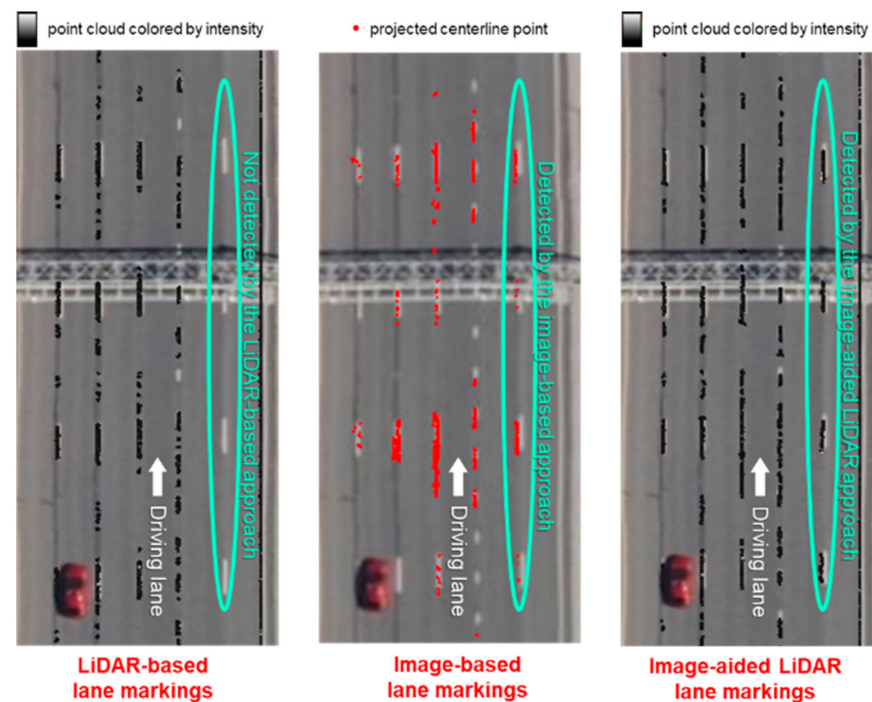 point cloud colored by intensity
projected centerline point
point cloud colored by intensity
Not detected by the LiDAR-based approach
Driving lane
Detected by the image-based approach
Driving lane
Detected by the image-aided LiDAR approach
Driving lane
LiDAR-based
lane markings
Image-based
lane markings
Image-aided LiDAR
lane markings